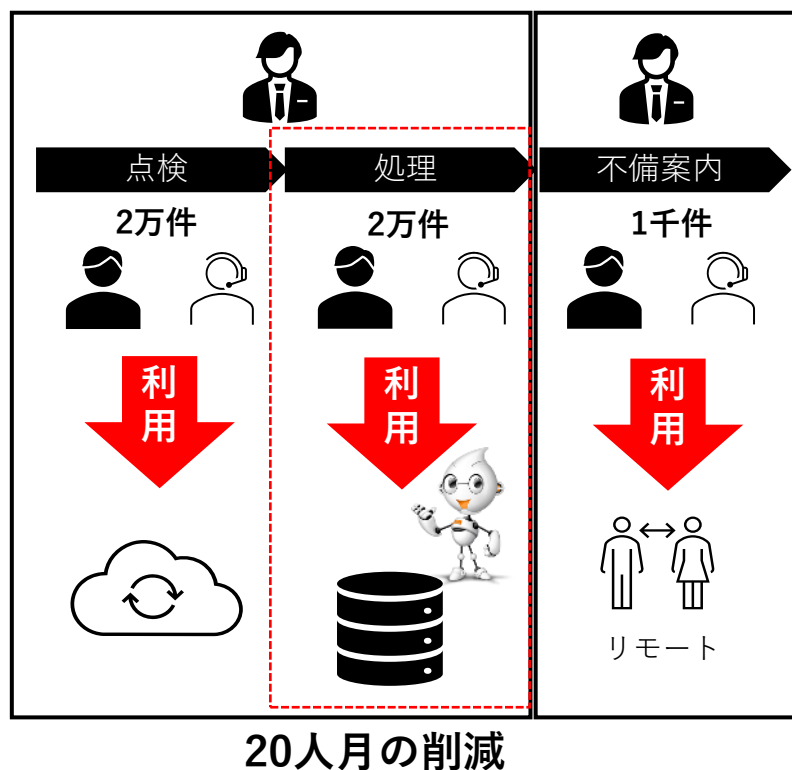 点検
処理
不備案内
2万件
2万件
1千件
利用
利用
利用
リモート
20人月の削減